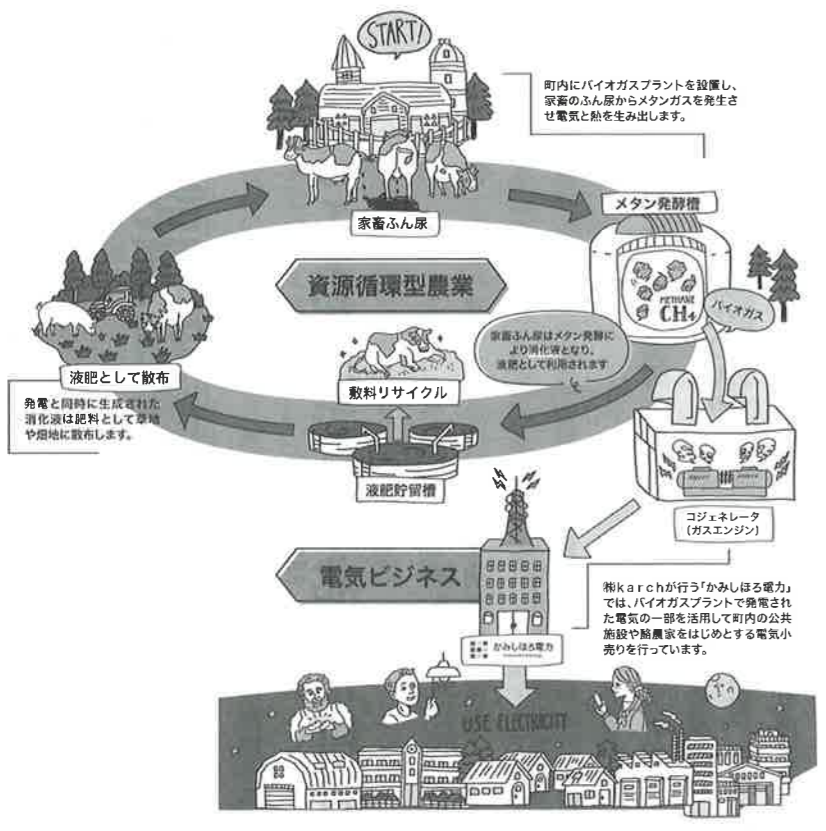 START!
町内にバイオガスプラントを設置し、
家畜のふん尿からメタンガスを発生さ
せ電気と熱を生み出します。
家畜ふん尿
メタン発酵槽
METHANE
CH4
バイオガス
資源循環型農業
家畜ふん尿はメタン発酵に
より消化液となり、
液肥として利用されます
敷料リサイクル
液肥として散布
発電と同時に生成された
消化液は肥料として草地
や畑地に散布します。
液肥貯留槽
コジェネレータ
(ガスエンジン)
電気ビジネス
㈱karchが行う「かみしほろ電力」
では、バイオガスプラントで発電され
た電気の一部を活用して町内の公共
施設や酪農家をはじめとする電気小
売りを行っています。
かみしほろ電力
USE ELECTRICITY